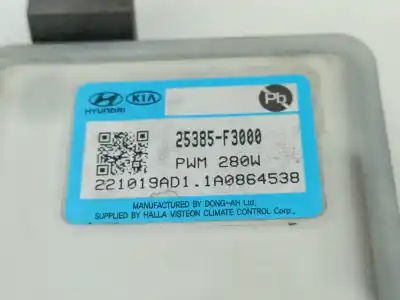 HYUNDAI KIA Pb
25385-F3000
PWM 280W
221019AD1.1A0864538
MANUFACTURED BY DONG-AH Ltd.
SUPPLIED BY HALLA VISTEON CLIMATE CONTROL Corp.,